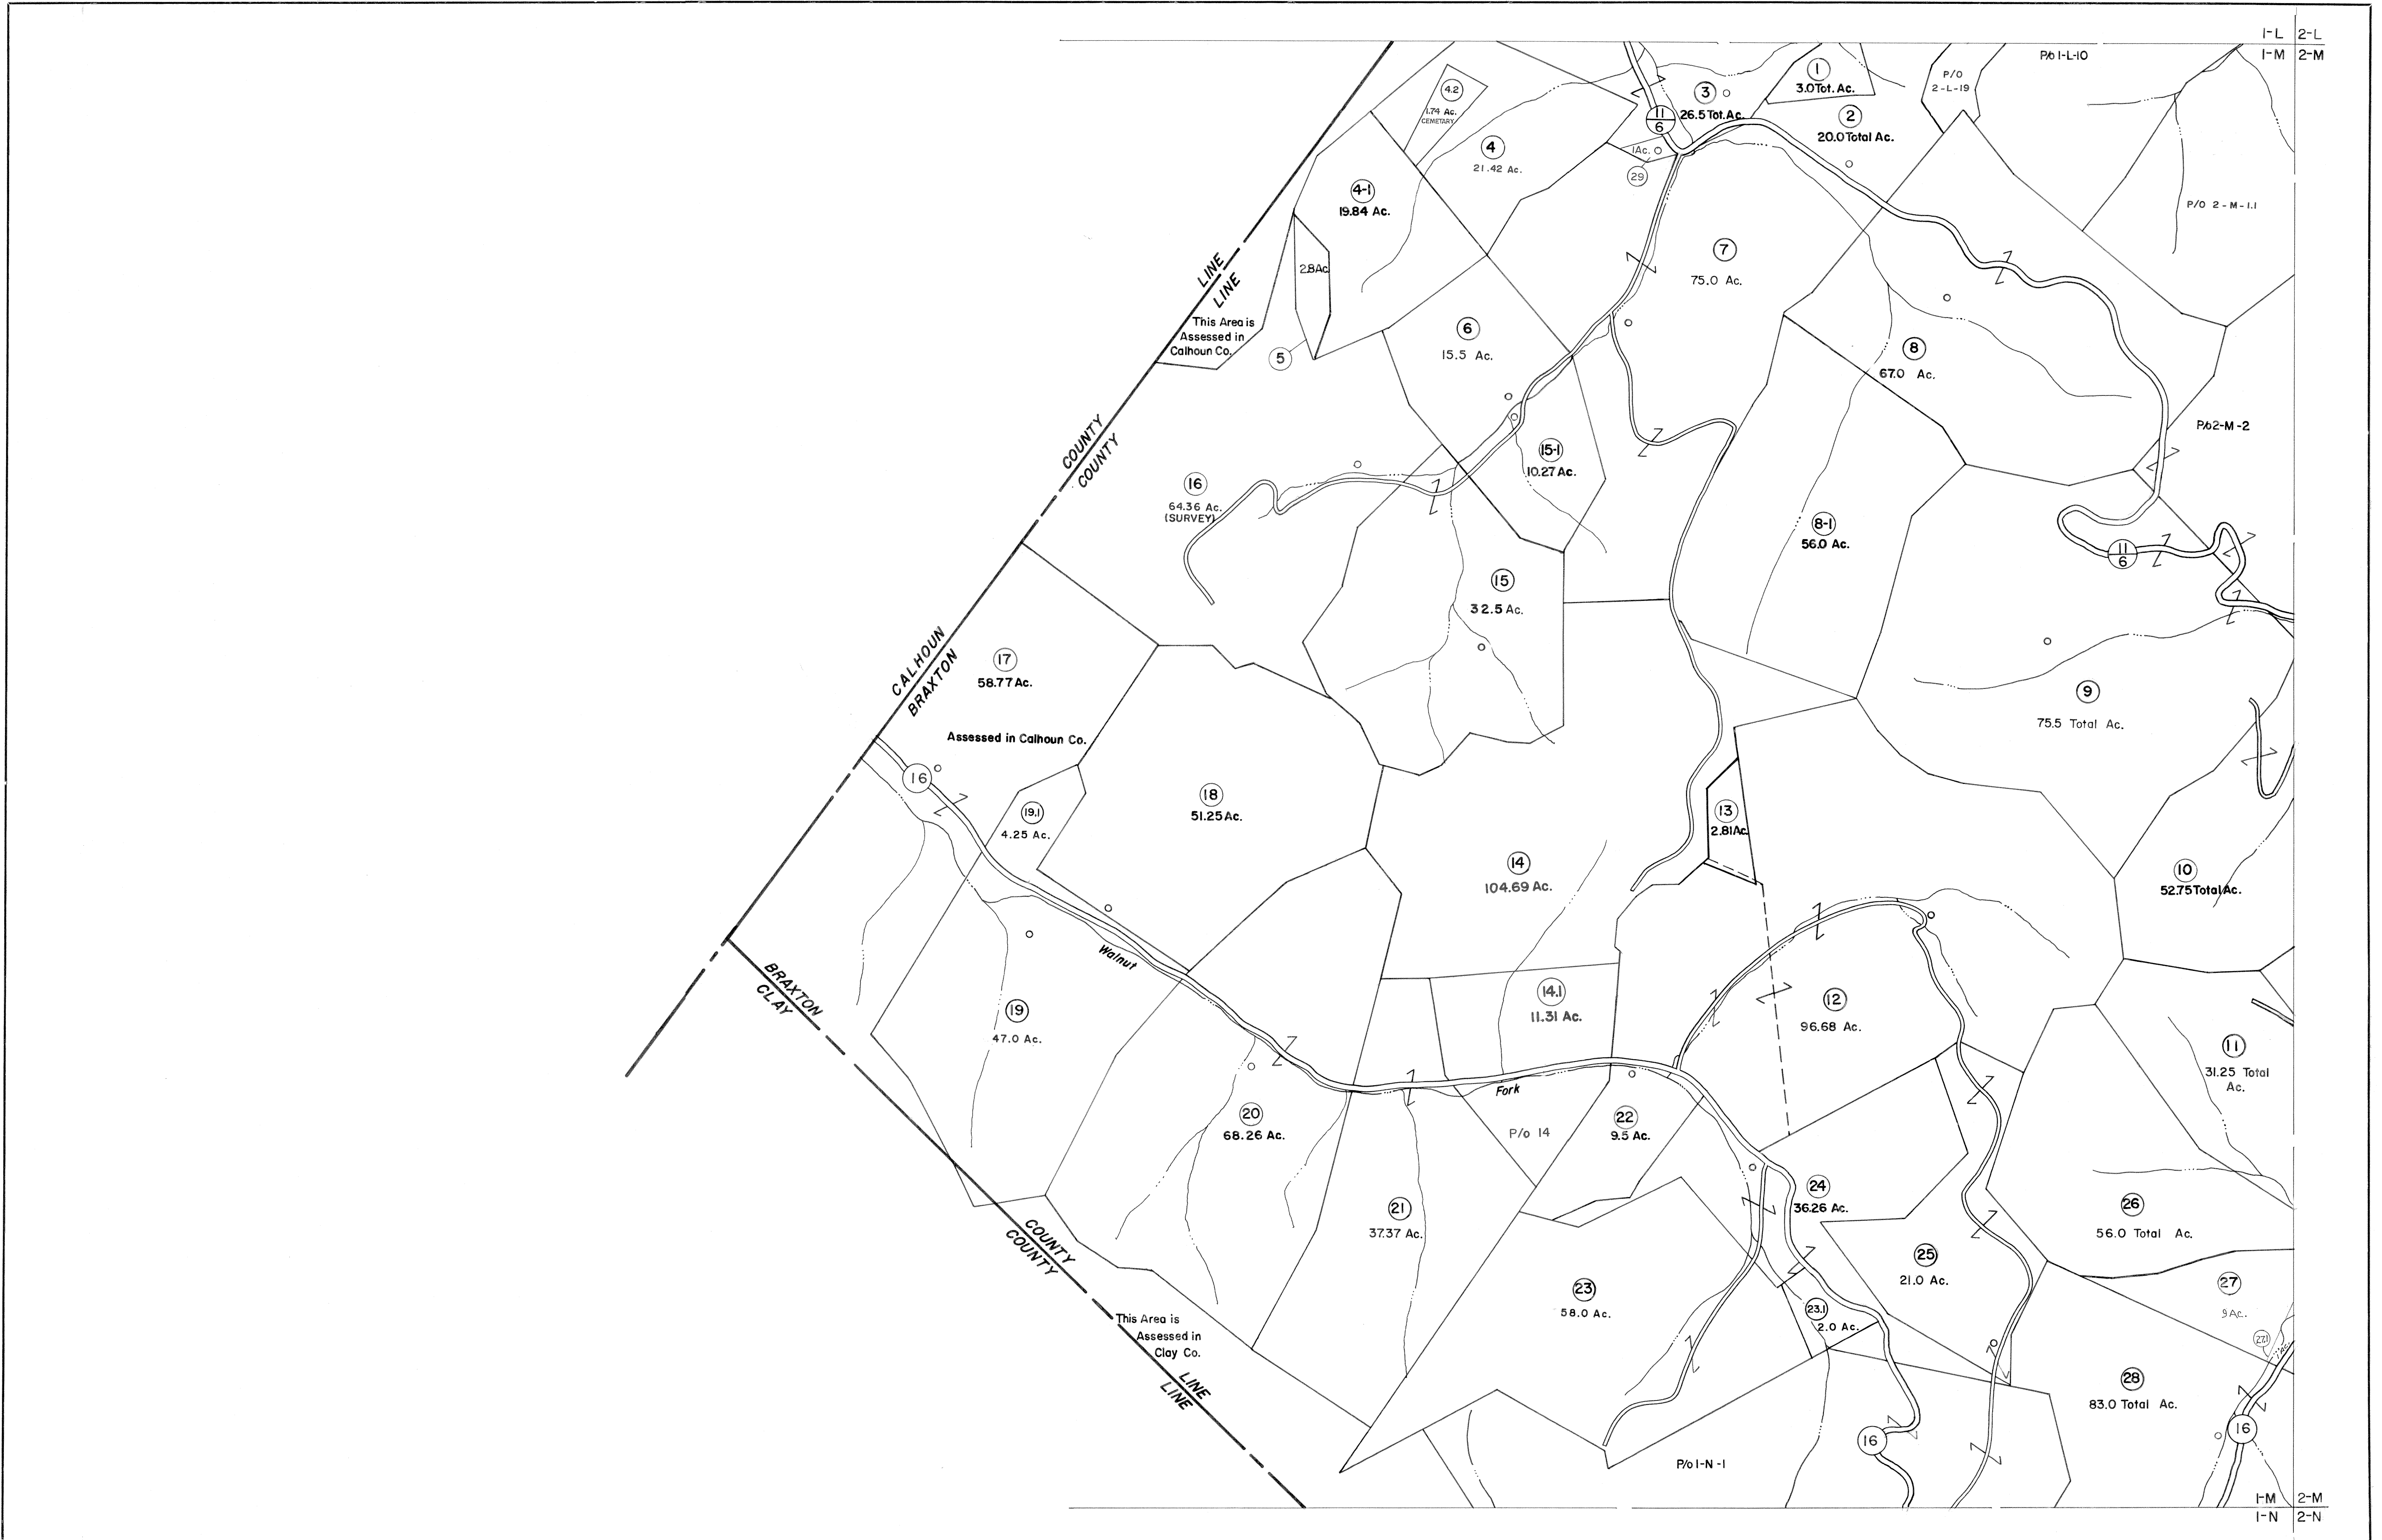 1-L 2-L
1-M 2-M
P/o 1-L-10
P/O
2-L-19
1
3.0 Tot. Ac.
3
26.5 Tot. Ac.
2
20.0 Total Ac.
11
6
4.2
1.74 Ac.
CEMETARY
4
21.42 Ac.
1 Ac.
29
4-1
19.84 Ac.
P/O 2-M-1.1
7
75.0 Ac.
2.8 Ac.
LINE
LINE
This Area is
Assessed in
Calhoun Co.
5
6
15.5 Ac.
8
67.0 Ac.
P/o 2-M-2
COUNTY
COUNTY
15-1
10.27 Ac.
16
64.36 Ac.
(SURVEY)
8-1
56.0 Ac.
11
6
15
32.5 Ac.
CALHOUN
BRAXTON
17
58.77 Ac.
Assessed in Calhoun Co.
9
75.5 Total Ac.
16
19.1
4.25 Ac.
18
51.25 Ac.
13
2.81 Ac.
14
104.69 Ac.
10
52.75 Total Ac.
Walnut
BRAXTON
CLAY
19
47.0 Ac.
14.1
11.31 Ac.
12
96.68 Ac.
11
31.25 Total
Ac.
Fork
20
68.26 Ac.
P/o 14
22
9.5 Ac.
21
37.37 Ac.
24
36.26 Ac.
26
56.0 Total Ac.
COUNTY
COUNTY
25
21.0 Ac.
23
58.0 Ac.
27
9 Ac.
23.1
2.0 Ac.
This Area is
Assessed in
Clay Co.
27.1
LINE
LINE
28
83.0 Total Ac.
16
16
P/o 1-N-1
1-M 2-M
1-N 2-N